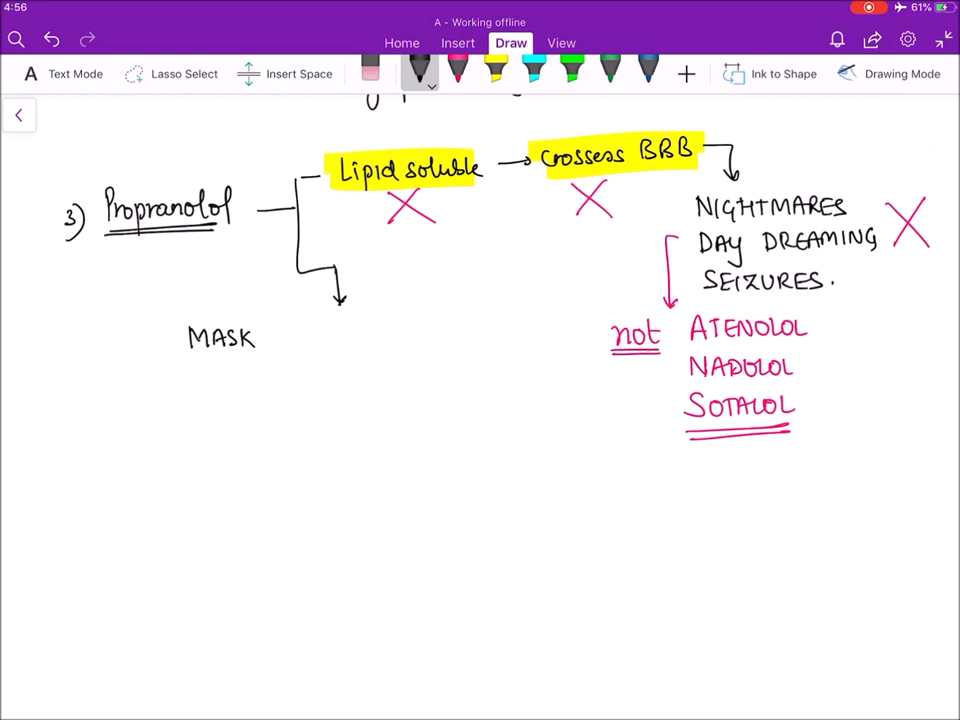 4:56
61%
A - Working offline
Home Insert Draw View
Text Mode Lasso Select Insert Space Ink to Shape Drawing Mode
3) Propranolol
Lipid soluble → Crossess BBB
NIGHTMARES
DAY DREAMING
SEIZURES.
MASK
not ATENOLOL
NADOLOL
SOTALOL